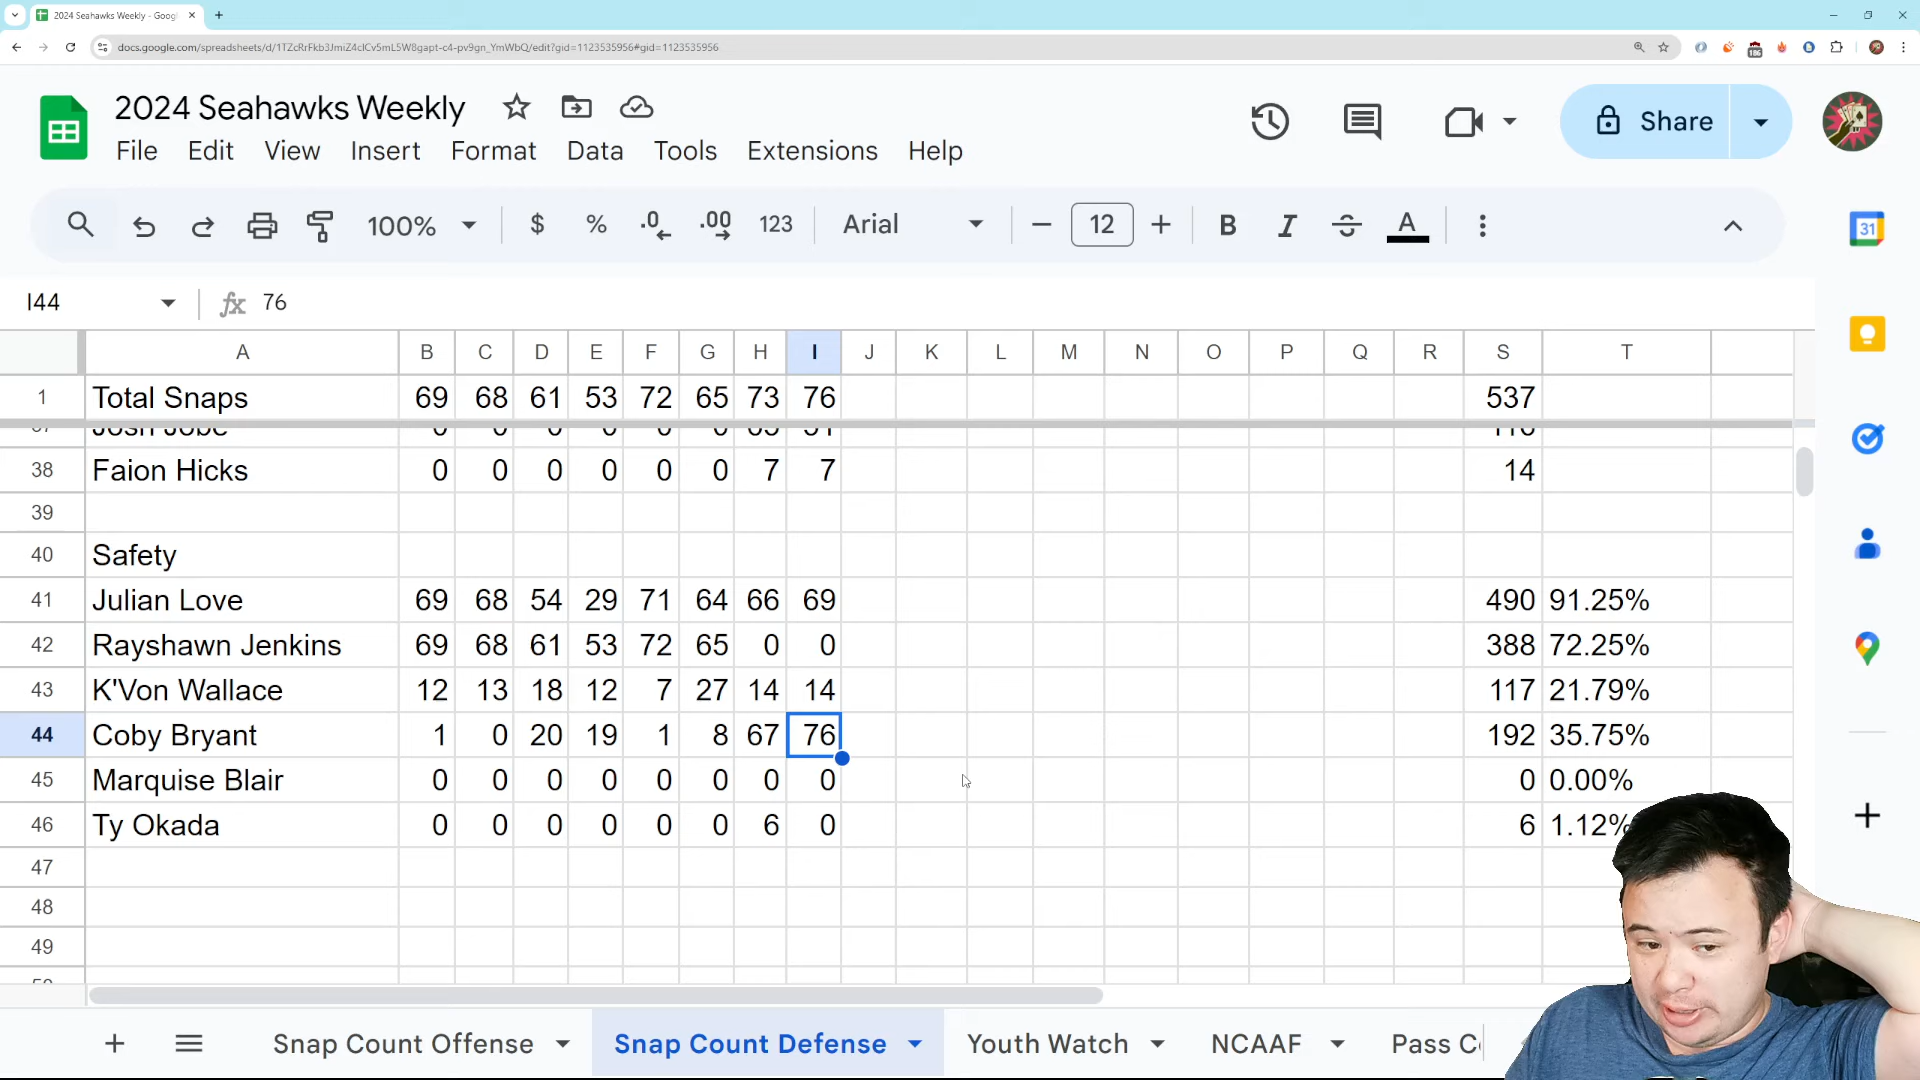 2024 Seahawks Weekly - Goog
docs.google.com/spreadsheets/d/1TZcRrFkb3JmiZ4clCv5mL5W8gapt-c4-pv9gn_YmWbQ/edit?gid=1123535956#gid=1123535956
186
2024 Seahawks Weekly
Share
File Edit View Insert Format Data Tools Extensions Help
100% $ % .0 .00 123 Arial 12 B I S A
31
I44 fx 76
A B C D E F G H I J K L M N O P Q R S T
1 Total Snaps 69 68 61 53 72 65 73 76 537
Josh Jobe 0 0 0 0 0 0
38 Faion Hicks 0 0 0 0 0 0 7 7 14
39
40 Safety
41 Julian Love 69 68 54 29 71 64 66 69 490 91.25%
42 Rayshawn Jenkins 69 68 61 53 72 65 0 0 388 72.25%
43 K'Von Wallace 12 13 18 12 7 27 14 14 117 21.79%
44 Coby Bryant 1 0 20 19 1 8 67 76 192 35.75%
45 Marquise Blair 0 0 0 0 0 0 0 0 0 0.00%
46 Ty Okada 0 0 0 0 0 0 6 0 6 1.12%
47
48
49
Snap Count Offense Snap Count Defense Youth Watch NCAAF Pass